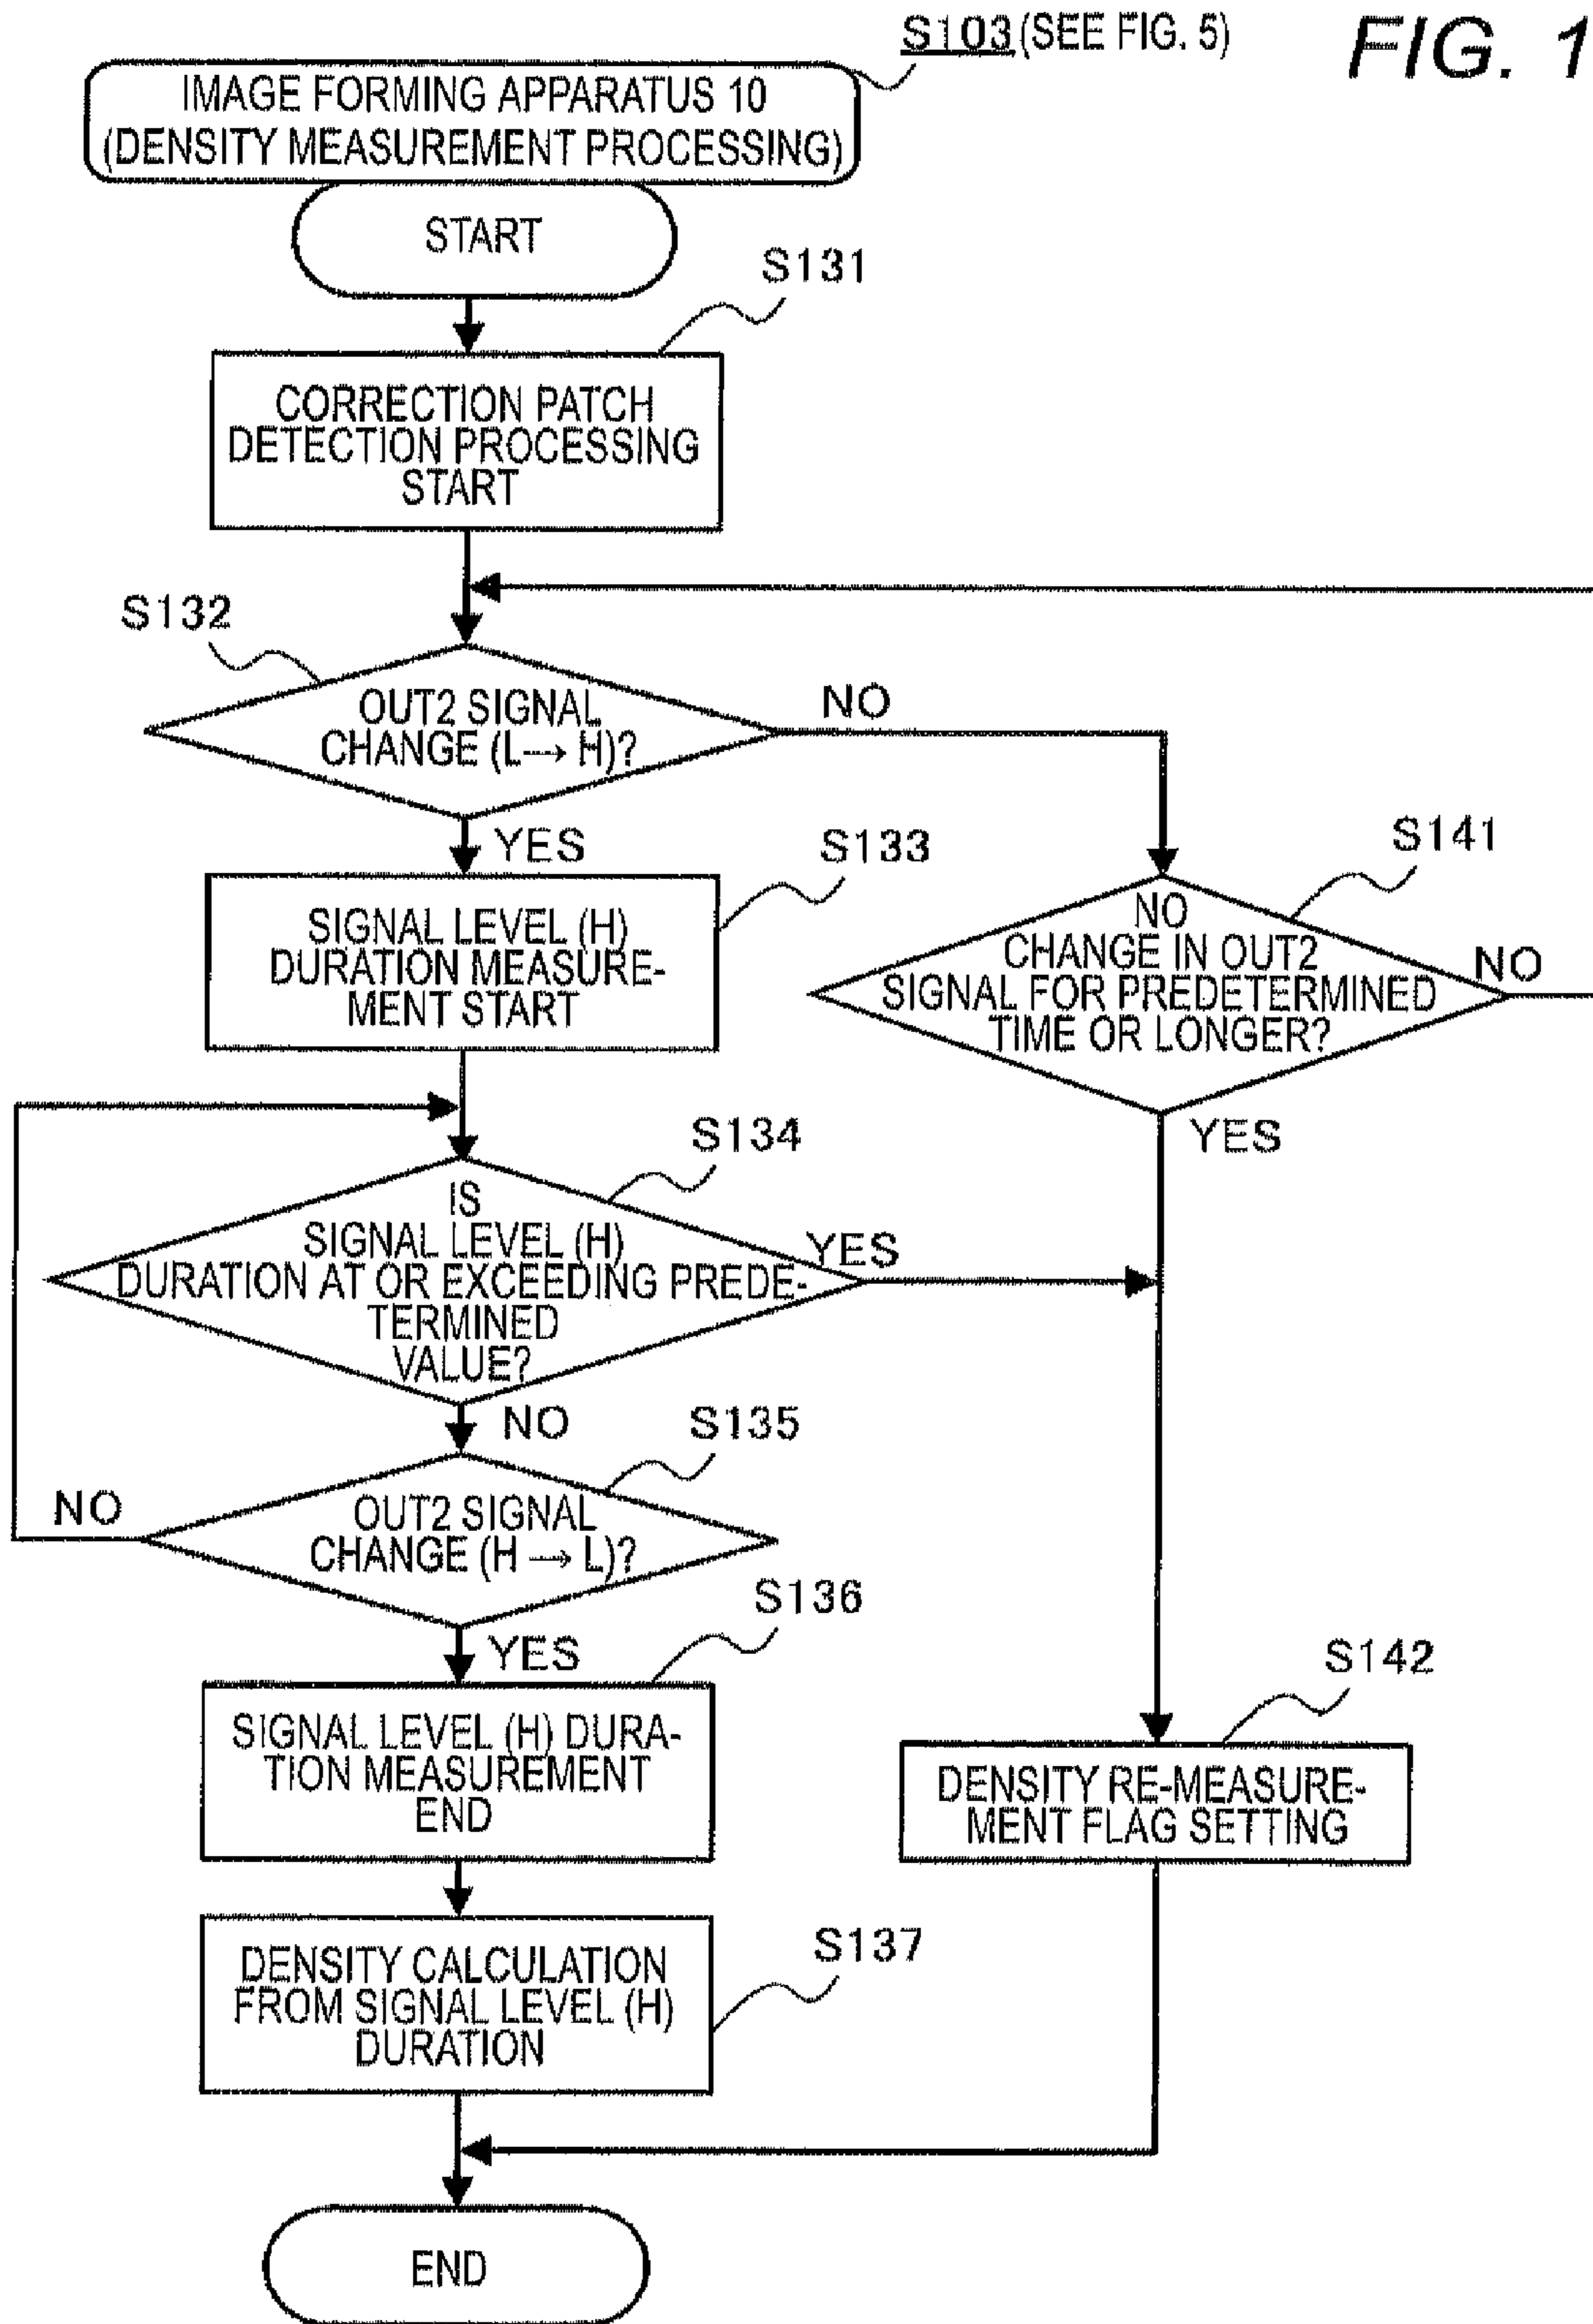 S103 (SEE FIG. 5)
FIG. 1
IMAGE FORMING APPARATUS 10
(DENSITY MEASUREMENT PROCESSING)
START
S131
CORRECTION PATCH
DETECTION PROCESSING
START
S132
OUT2 SIGNAL
CHANGE (L→ H)?
NO
YES
S133
SIGNAL LEVEL (H)
DURATION MEASURE-
MENT START
S141
NO
CHANGE IN OUT2
SIGNAL FOR PREDETERMINED
TIME OR LONGER?
NO
YES
S134
IS
SIGNAL LEVEL (H)
DURATION AT OR EXCEEDING PREDE-
TERMINED
VALUE?
YES
NO
S135
OUT2 SIGNAL
CHANGE (H → L)?
NO
YES
S136
SIGNAL LEVEL (H) DURA-
TION MEASUREMENT
END
S142
DENSITY RE-MEASURE-
MENT FLAG SETTING
S137
DENSITY CALCULATION
FROM SIGNAL LEVEL (H)
DURATION
END